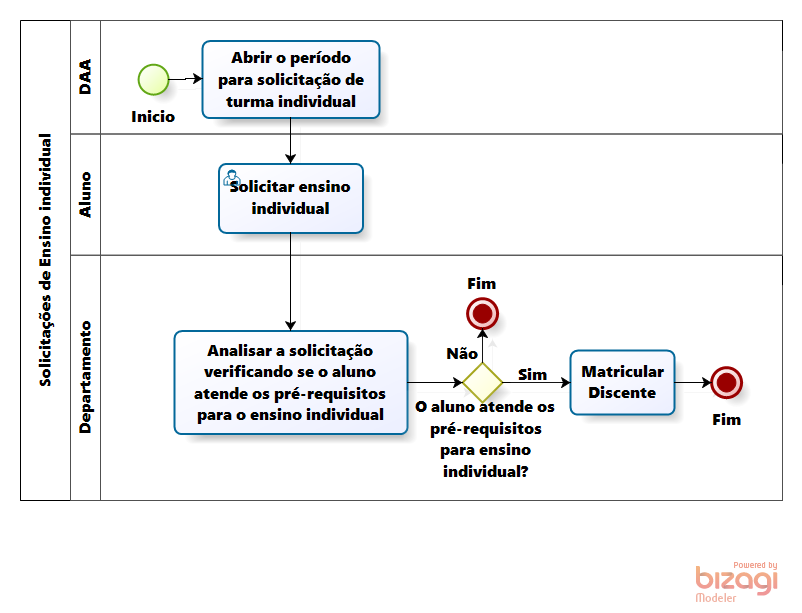 Solicitações de Ensino individual
DAA
Inicio
Abrir o período
para solicitação de
turma individual
Aluno
Solicitar ensino
individual
Departamento
Analisar a solicitação
verificando se o aluno
atende os pré-requisitos
para o ensino individual
Fim
Não
Sim
O aluno atende os
pré-requisitos
para ensino
individual?
Matricular
Discente
Fim
Powered by
bizagi
Modeler